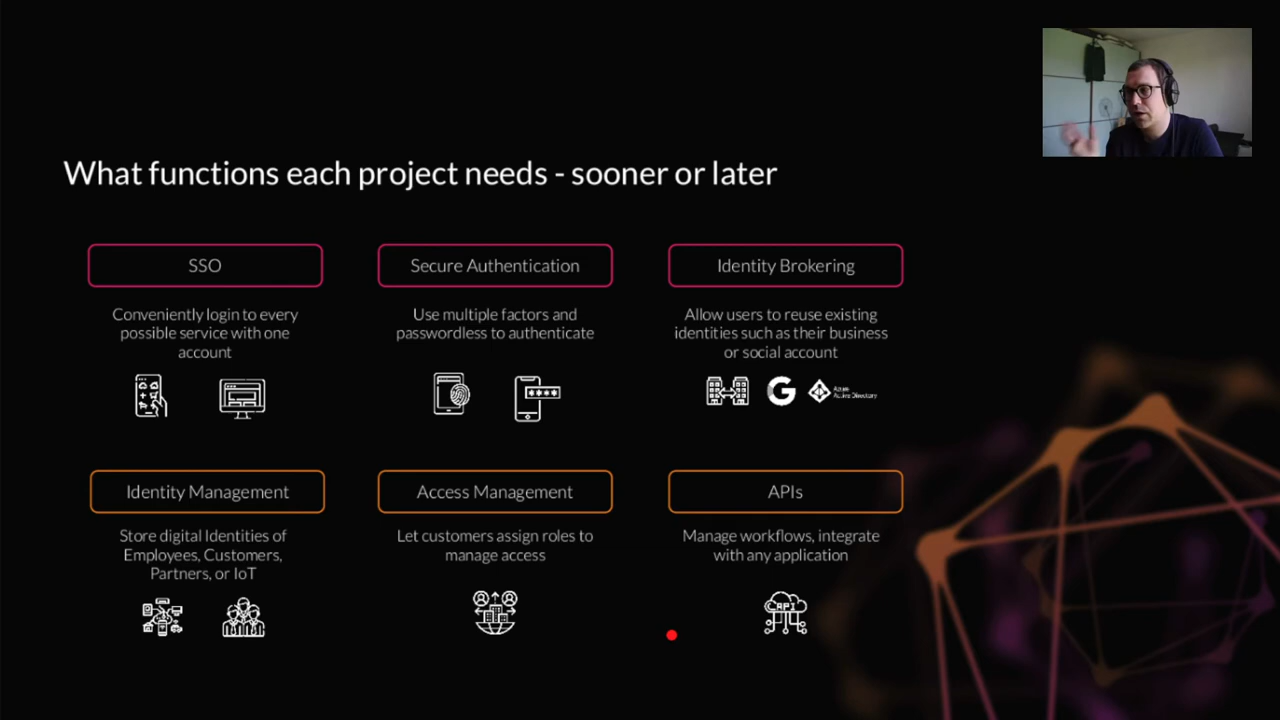 What functions each project needs - sooner or later
SSO
Secure Authentication
Identity Brokering
Conveniently login to every
possible service with one
account
Use multiple factors and
passwordless to authenticate
Allow users to reuse existing
identities such as their business
or social account
G
Azure
Active Directory
Identity Management
Access Management
APIs
Store digital Identities of
Employees, Customers,
Partners, or IoT
Let customers assign roles to
manage access
Manage workflows, integrate
with any application
API